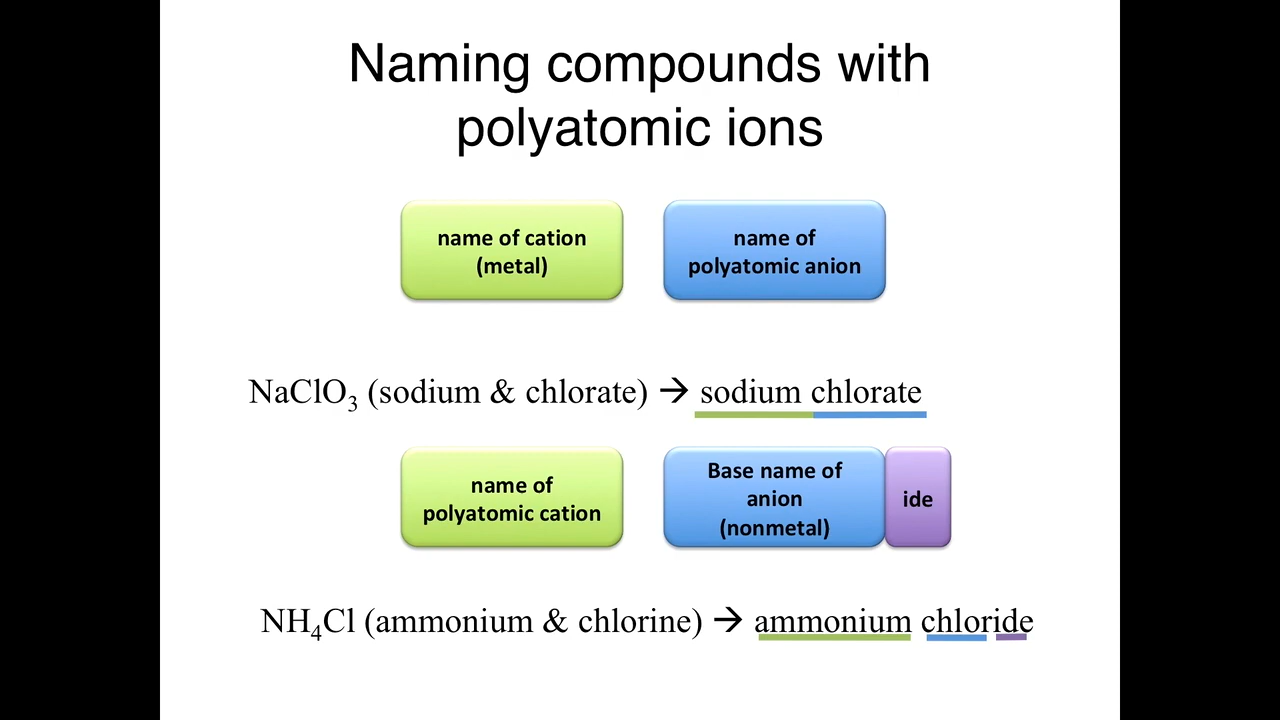 Naming compounds with
polyatomic ions
name of cation
(metal)
name of
polyatomic anion
NaClO₃ (sodium & chlorate) → sodium chlorate
name of
polyatomic cation
Base name of
anion
(nonmetal)
ide
NH₄Cl (ammonium & chlorine) → ammonium chloride